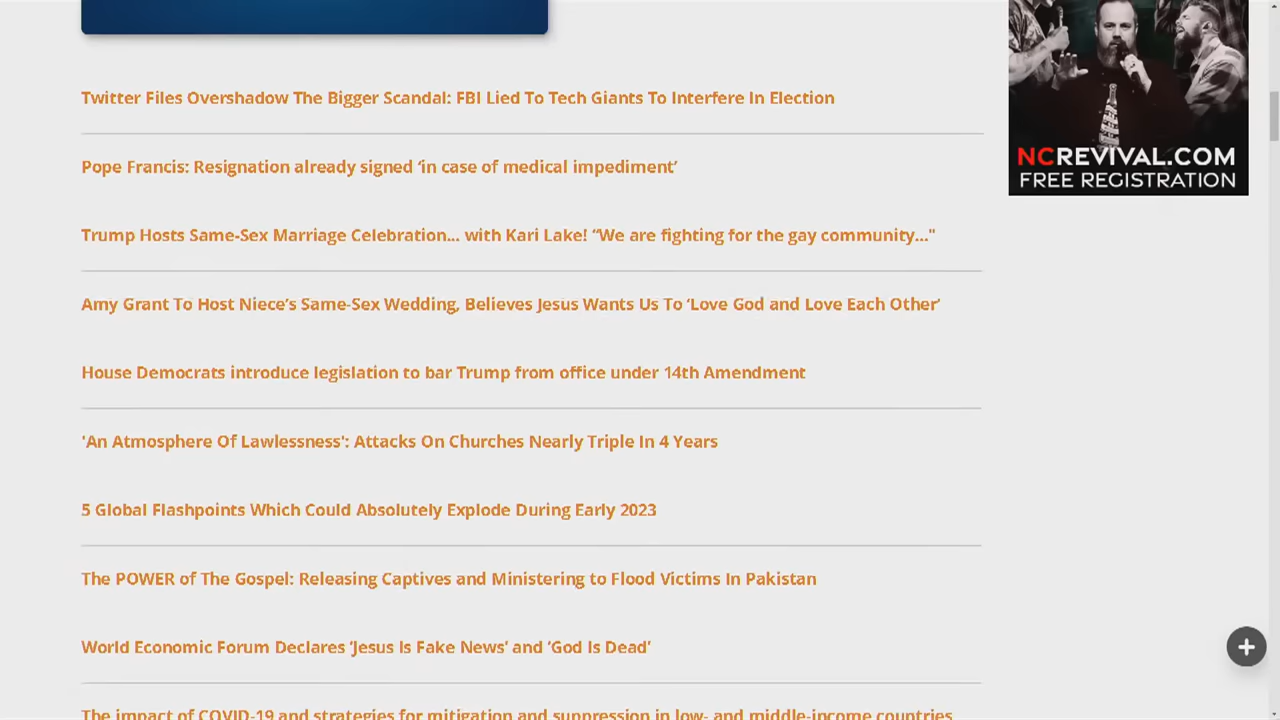 Twitter Files Overshadow The Bigger Scandal: FBI Lied To Tech Giants To Interfere In Election
Pope Francis: Resignation already signed ‘in case of medical impediment’
Trump Hosts Same-Sex Marriage Celebration... with Kari Lake! “We are fighting for the gay community..."
Amy Grant To Host Niece’s Same-Sex Wedding, Believes Jesus Wants Us To ‘Love God and Love Each Other’
House Democrats introduce legislation to bar Trump from office under 14th Amendment
'An Atmosphere Of Lawlessness': Attacks On Churches Nearly Triple In 4 Years
5 Global Flashpoints Which Could Absolutely Explode During Early 2023
The POWER of The Gospel: Releasing Captives and Ministering to Flood Victims In Pakistan
World Economic Forum Declares ‘Jesus Is Fake News’ and ‘God Is Dead’
The impact of COVID-19 and strategies for mitigation and suppression in low- and middle-income countries
NCREVIVAL.COM
FREE REGISTRATION